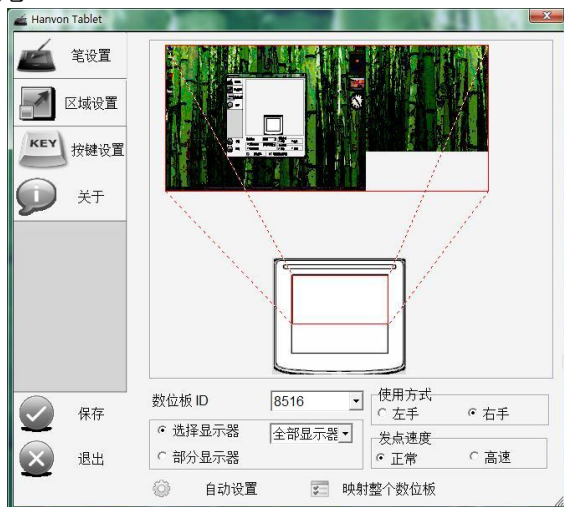 Hanvon Tablet
笔设置
区域设置
KEY 按键设置
关于
保存
退出
数位板 ID 8516
选择显示器 全部显示器
部分显示器
使用方式
左手 右手
发点速度
正常 高速
自动设置 映射整个数位板